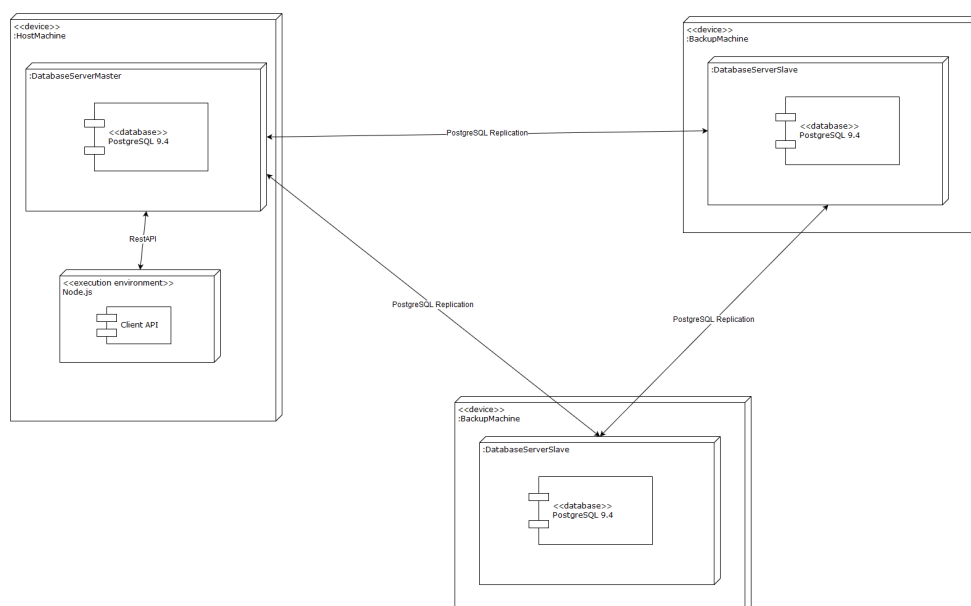 <<device>>
:HostMachine
:DatabaseServerMaster
<<database>>
PostgreSQL 9.4
RestAPI
<<execution environment>>
Node.js
Client API
PostgreSQL Replication
<<device>>
:BackupMachine
:DatabaseServerSlave
<<database>>
PostgreSQL 9.4
PostgreSQL Replication
PostgreSQL Replication
<<device>>
:BackupMachine
:DatabaseServerSlave
<<database>>
PostgreSQL 9.4